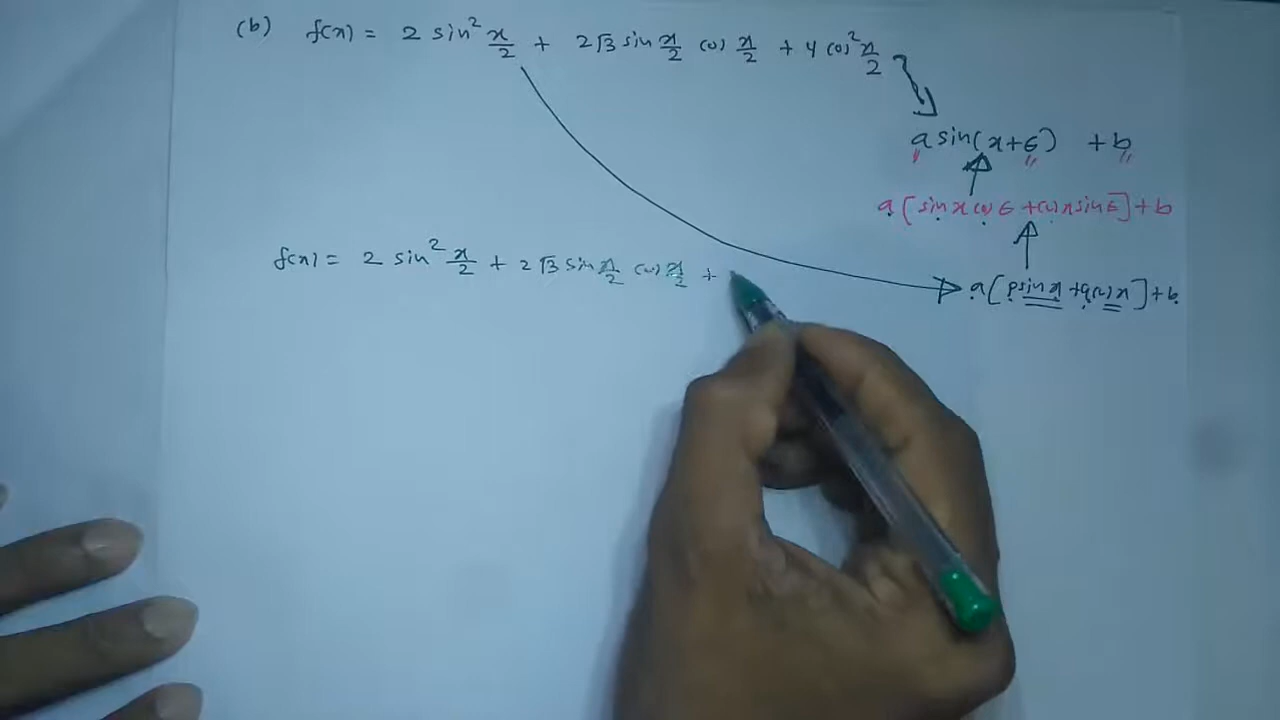 (b) f(x) = 2 sin² x/2 + 2√3 sin x/2 cos x/2 + 4 cos² x/2
a sin(x+ε) + b
a[sin x cos ε + cos x sin ε] + b
f(x) = 2 sin² x/2 + 2√3 sin x/2 cos x/2 +
a[p sin x + q cos x] + b